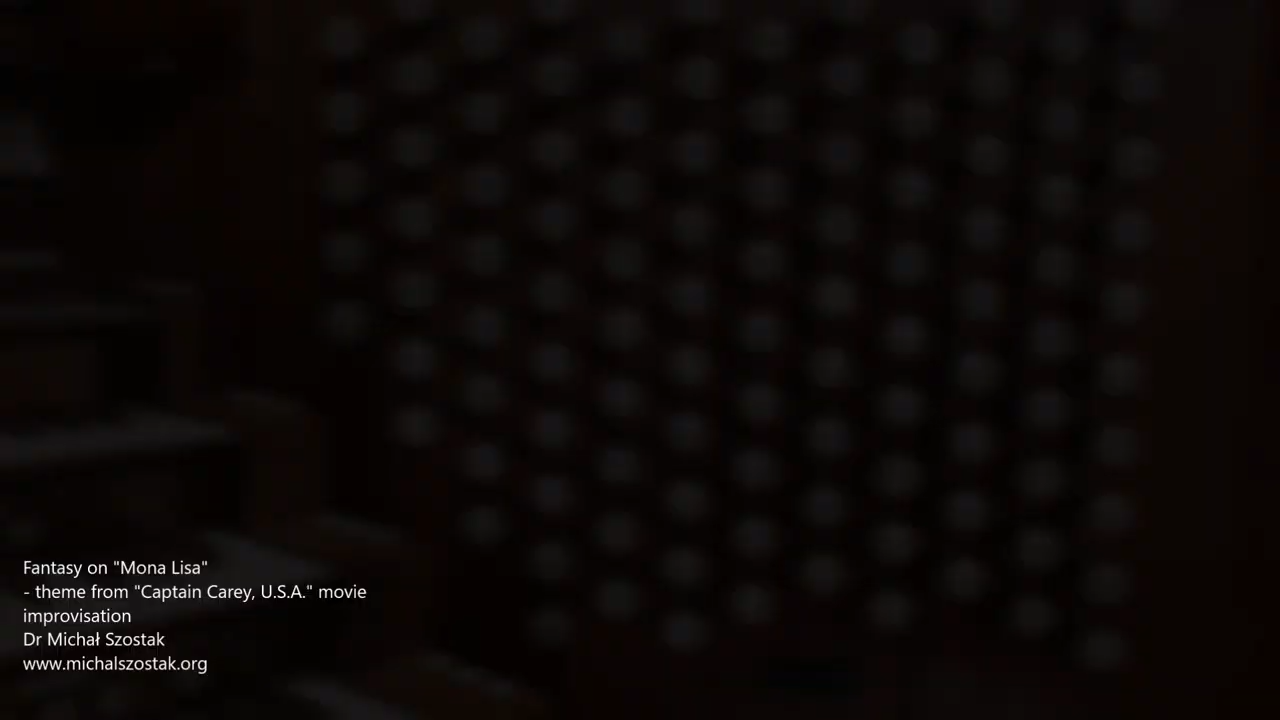 Fantasy on "Mona Lisa"
- theme from "Captain Carey, U.S.A." movie
improvisation
Dr Michał Szostak
www.michalszostak.org